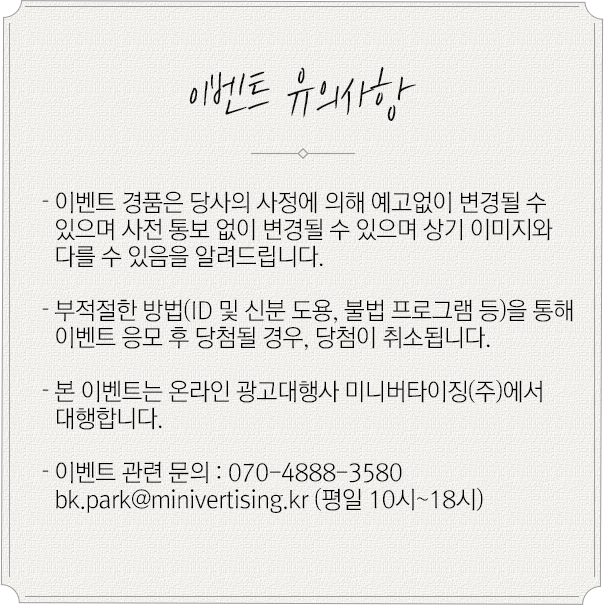 이벤트 유의사항
- 이벤트 경품은 당사의 사정에 의해 예고없이 변경될 수
있으며 사전 통보 없이 변경될 수 있으며 상기 이미지와
다를 수 있음을 알려드립니다.
- 부적절한 방법(ID 및 신분 도용, 불법 프로그램 등)을 통해
이벤트 응모 후 당첨될 경우, 당첨이 취소됩니다.
- 본 이벤트는 온라인 광고대행사 미니버타이징(주)에서
대행합니다.
- 이벤트 관련 문의 : 070-4888-3580
bk.park@minivertising.kr (평일 10시~18시)